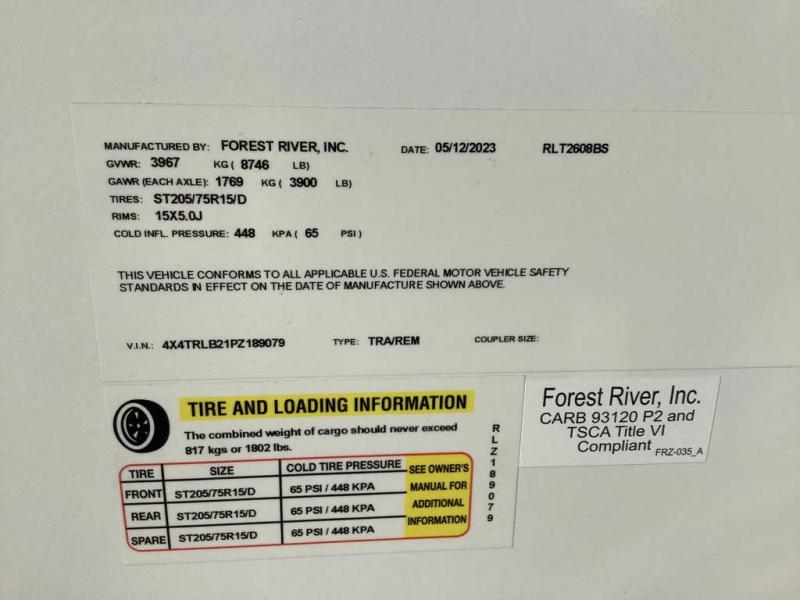 MANUFACTURED BY: FOREST RIVER, INC. DATE: 05/12/2023 RLT2608BS
GVWR: 3967 KG ( 8746 LB)
GAWR (EACH AXLE): 1769 KG ( 3900 LB)
TIRES: ST205/75R15/D
RIMS: 15X5.0J
COLD INFL. PRESSURE: 448 KPA ( 65 PSI )
THIS VEHICLE CONFORMS TO ALL APPLICABLE U.S. FEDERAL MOTOR VEHICLE SAFETY
STANDARDS IN EFFECT ON THE DATE OF MANUFACTURE SHOWN ABOVE.
V.I.N.: 4X4TRLB21PZ189079 TYPE: TRA/REM COUPLER SIZE:
TIRE AND LOADING INFORMATION
The combined weight of cargo should never exceed
817 kgs or 1802 lbs.
TIRE SIZE COLD TIRE PRESSURE SEE OWNER'S
FRONT ST205/75R15/D 65 PSI / 448 KPA MANUAL FOR
REAR ST205/75R15/D 65 PSI / 448 KPA ADDITIONAL
SPARE ST205/75R15/D 65 PSI / 448 KPA INFORMATION
RLZ189079
Forest River, Inc.
CARB 93120 P2 and
TSCA Title VI
Compliant FRZ-035_A